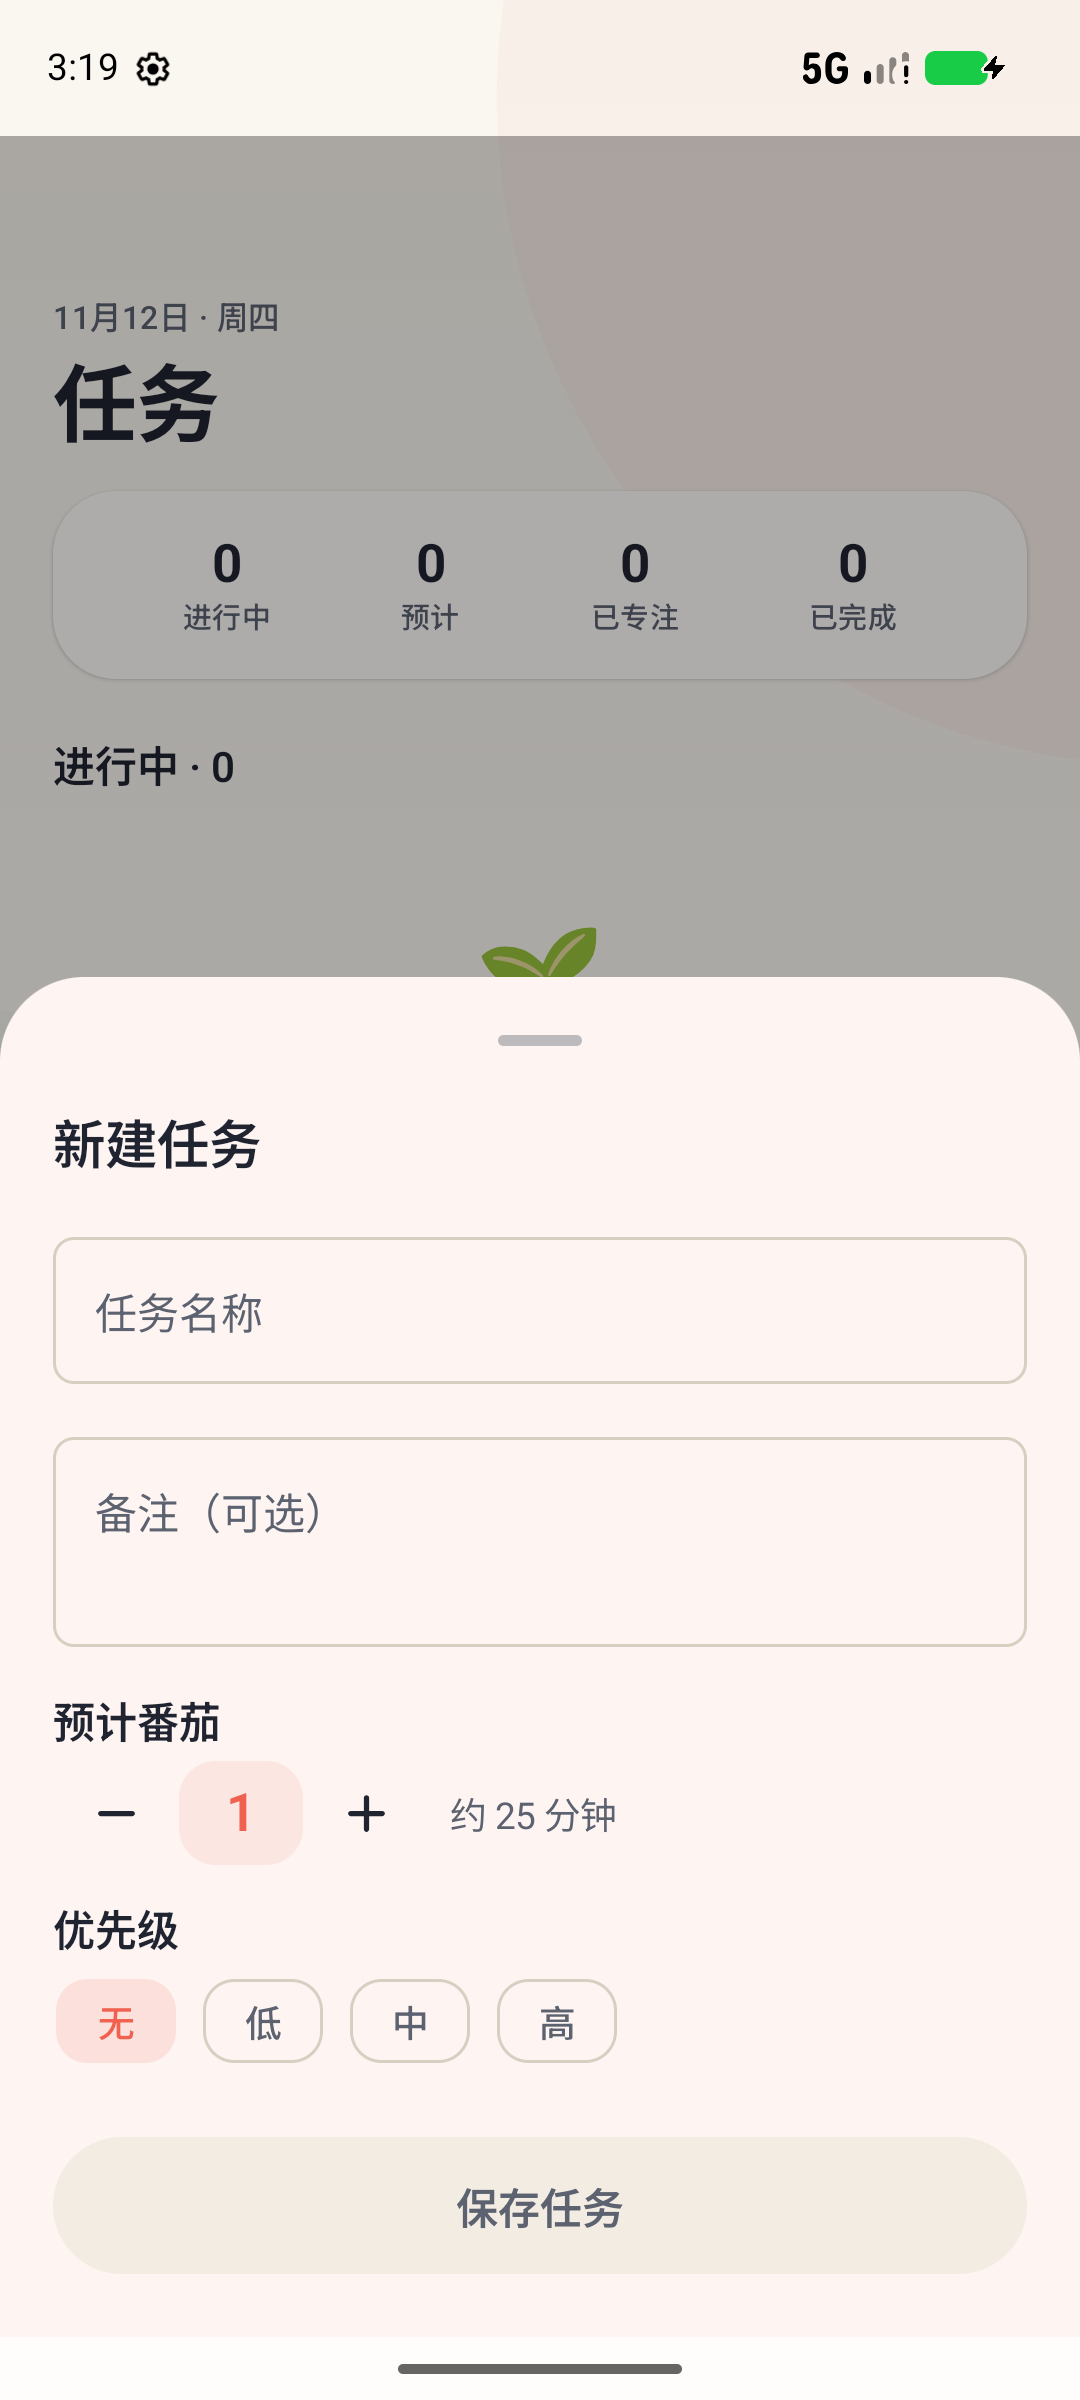 3:19
5G
11月12日 · 周四
任务
0 0 0 0
进行中 预计 已专注 已完成
进行中 · 0
新建任务
任务名称
备注（可选）
预计番茄
1 约 25 分钟
优先级
无 低 中 高
保存任务